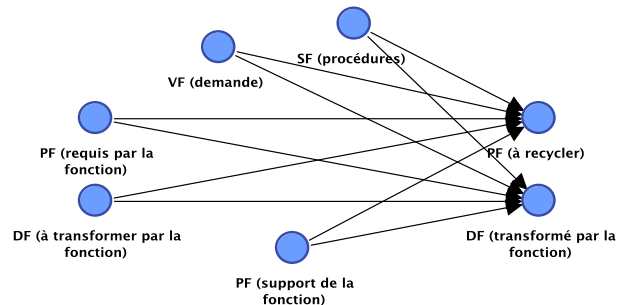 SF (procédures)
VF (demande)
PF (requis par la
fonction)
PF (à recycler)
DF (à transformer par la
fonction)
DF (transformé par la
fonction)
PF (support de la
fonction)